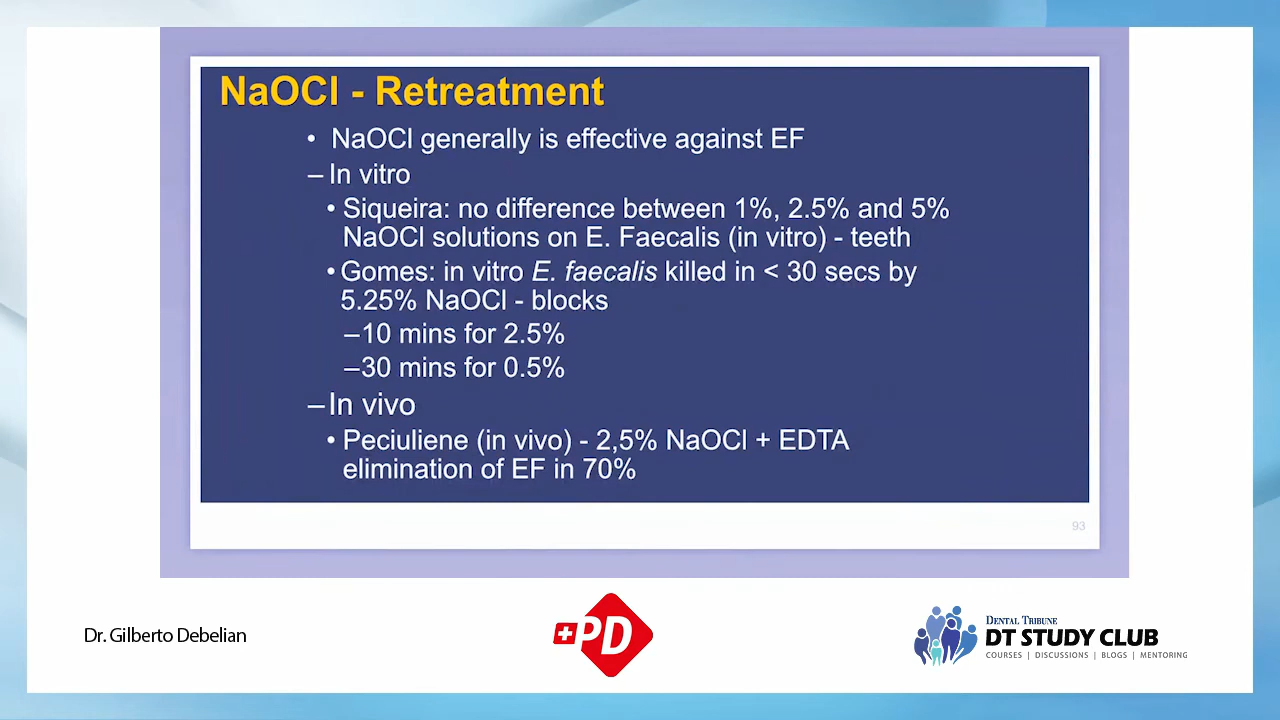 NaOCl - Retreatment
• NaOCl generally is effective against EF
– In vitro
• Siqueira: no difference between 1%, 2.5% and 5%
NaOCl solutions on E. Faecalis (in vitro) - teeth
• Gomes: in vitro E. faecalis killed in < 30 secs by
5.25% NaOCl - blocks
–10 mins for 2.5%
–30 mins for 0.5%
– In vivo
• Peciuliene (in vivo) - 2,5% NaOCl + EDTA
elimination of EF in 70%
93
Dr. Gilberto Debelian
PD
DENTAL TRIBUNE
DT STUDY CLUB
COURSES | DISCUSSIONS | BLOGS | MENTORING